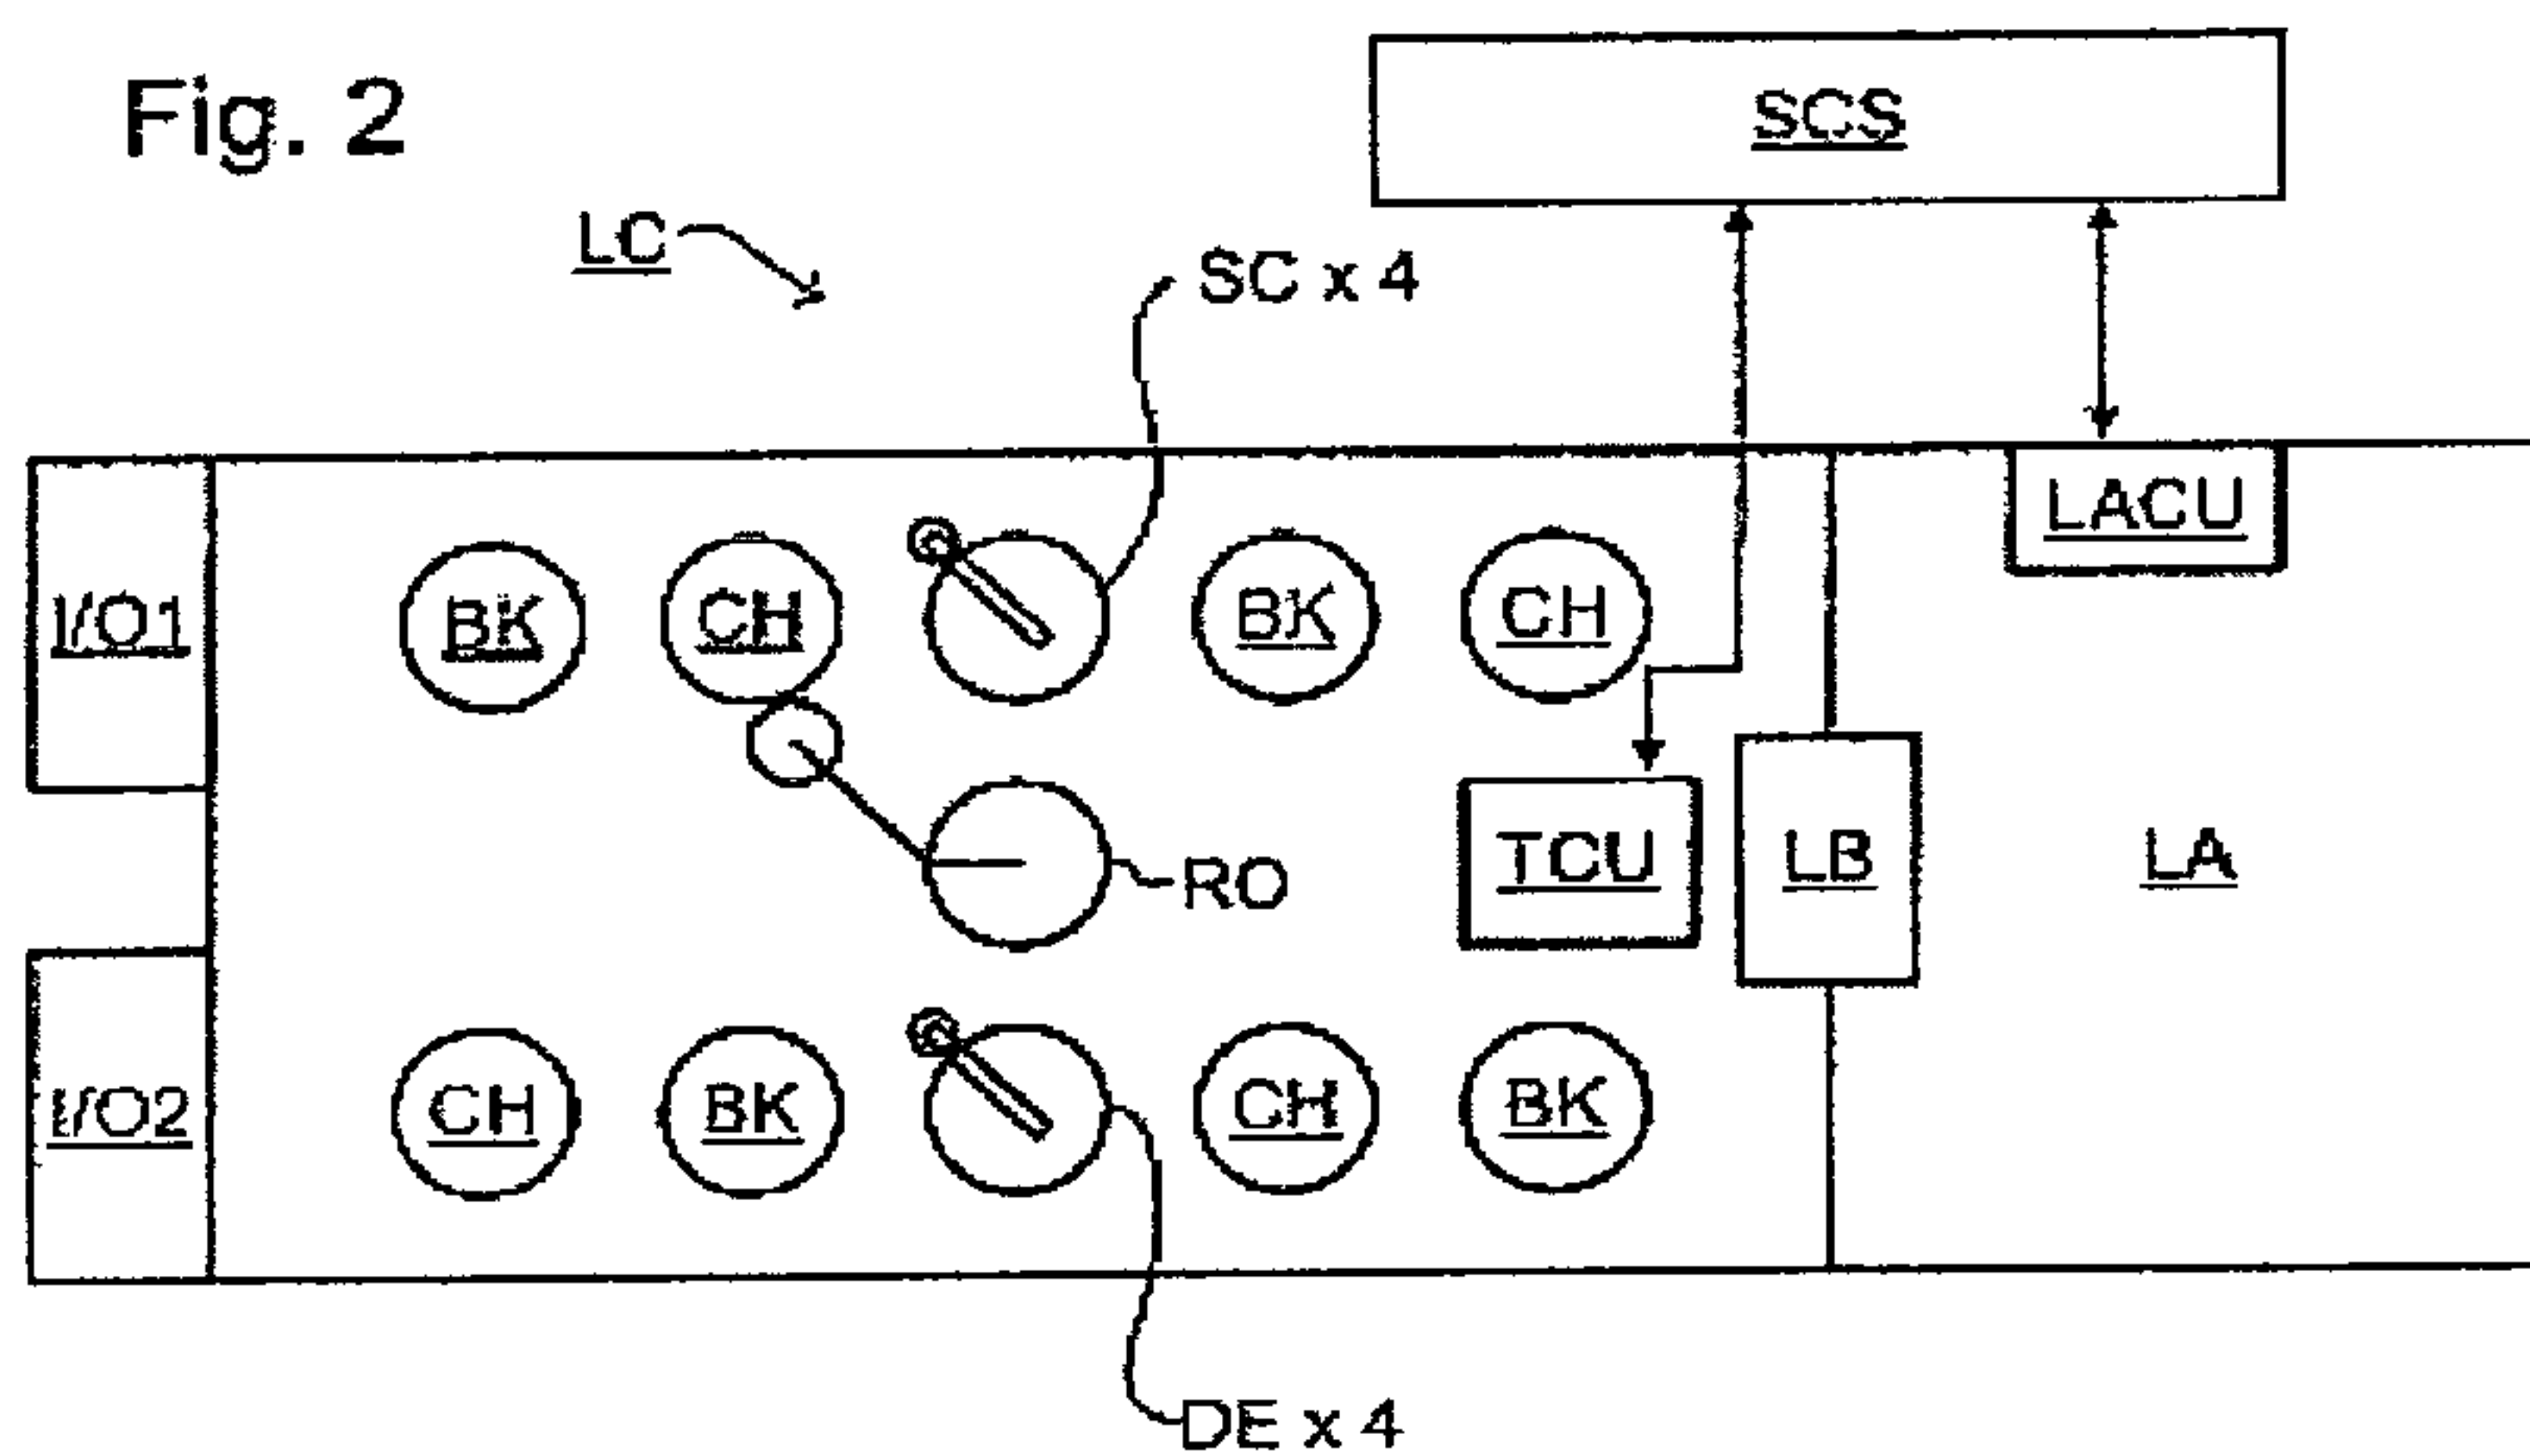 Fig. 2
SCS
LC
SC x 4
LACU
I/O1
BK
CH
BK
CH
RO
TCU
LB
LA
I/O2
CH
BK
CH
BK
DE x 4